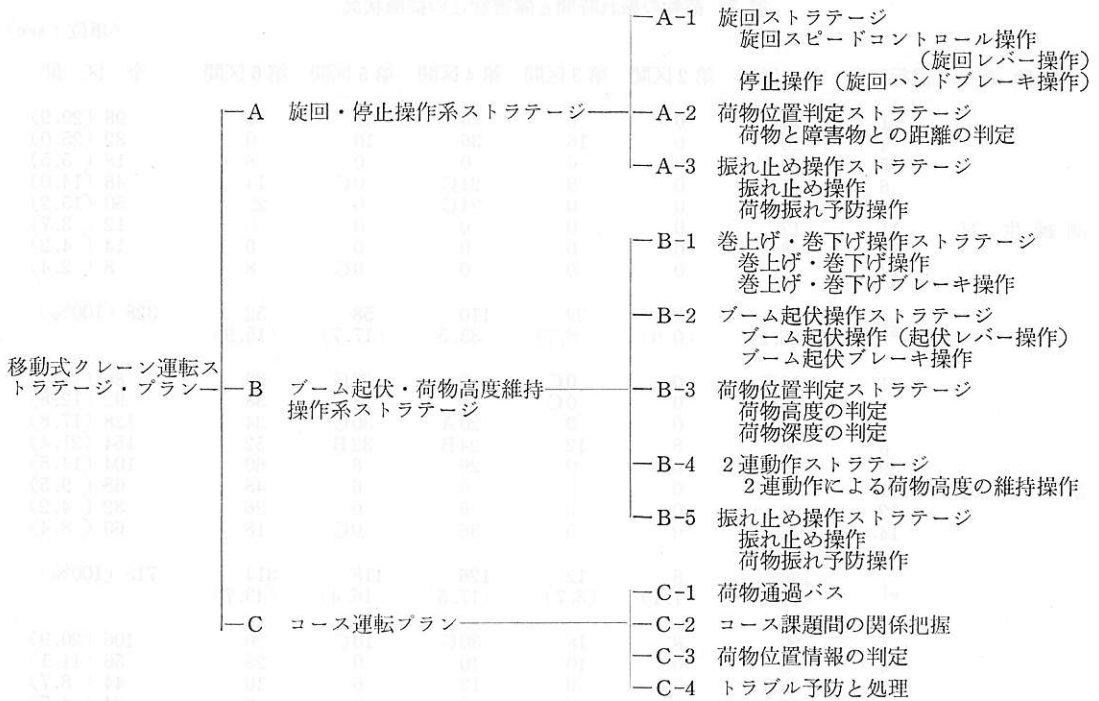 移動式クレーン運転ス
トラテージ・プラン
A 旋回・停止操作系ストラテージ
A-1 旋回ストラテージ
旋回スピードコントロール操作
(旋回レバー操作)
停止操作(旋回ハンドブレーキ操作)
A-2 荷物位置判定ストラテージ
荷物と障害物との距離の判定
A-3 振れ止め操作ストラテージ
振れ止め操作
荷物振れ予防操作
B ブーム起伏・荷物高度維持
操作系ストラテージ
B-1 巻上げ・巻下げ操作ストラテージ
巻上げ・巻下げ操作
巻上げ・巻下げブレーキ操作
B-2 ブーム起伏操作ストラテージ
ブーム起伏操作(起伏レバー操作)
ブーム起伏ブレーキ操作
B-3 荷物位置判定ストラテージ
荷物高度の判定
荷物深度の判定
B-4 2連動作ストラテージ
2連動作による荷物高度の維持操作
B-5 振れ止め操作ストラテージ
振れ止め操作
荷物振れ予防操作
C コース運転プラン
C-1 荷物通過バス
C-2 コース課題間の関係把握
C-3 荷物位置情報の判定
C-4 トラブル予防と処理